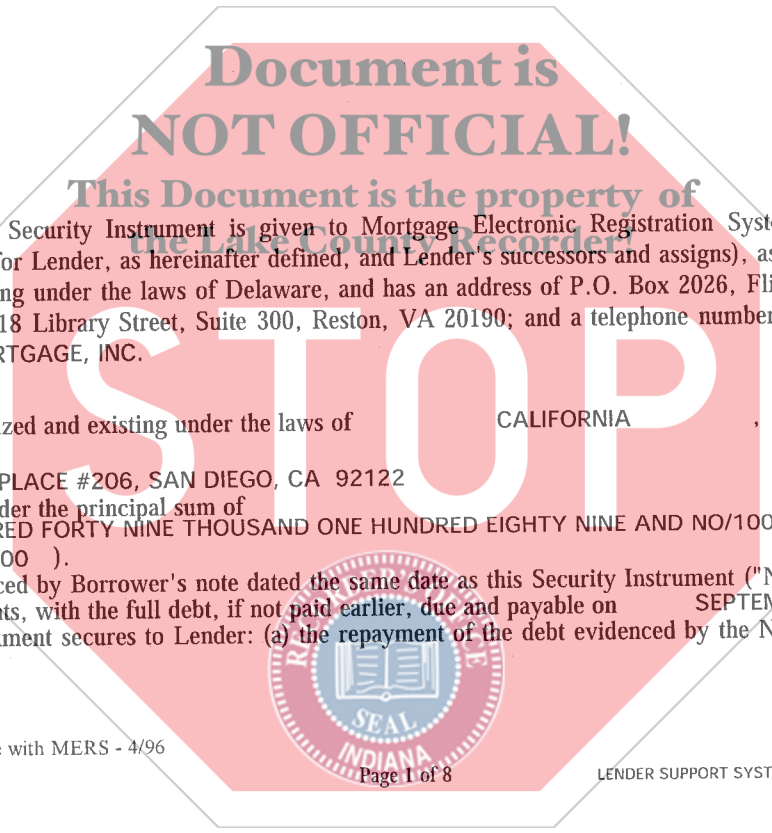 Document is
NOT OFFICIAL!
This Document is the property of
the Lake County Recorder!
Security Instrument is given to Mortgage Electronic Registration Syst
or Lender, as hereinafter defined, and Lender's successors and assigns), as
ng under the laws of Delaware, and has an address of P.O. Box 2026, Fli
18 Library Street, Suite 300, Reston, VA 20190; and a telephone number
RTGAGE, INC.
STOP
zed and existing under the laws of CALIFORNIA ,
PLACE #206, SAN DIEGO, CA 92122
der the principal sum of
RED FORTY NINE THOUSAND ONE HUNDRED EIGHTY NINE AND NO/100
00 ).
ced by Borrower's note dated the same date as this Security Instrument ("N
ts, with the full debt, if not paid earlier, due and payable on SEPTEM
ment secures to Lender: (a) the repayment of the debt evidenced by the N
RECORDER'S OFFICE
SEAL
INDIANA
e with MERS - 4/96
Page 1 of 8
LENDER SUPPORT SYST